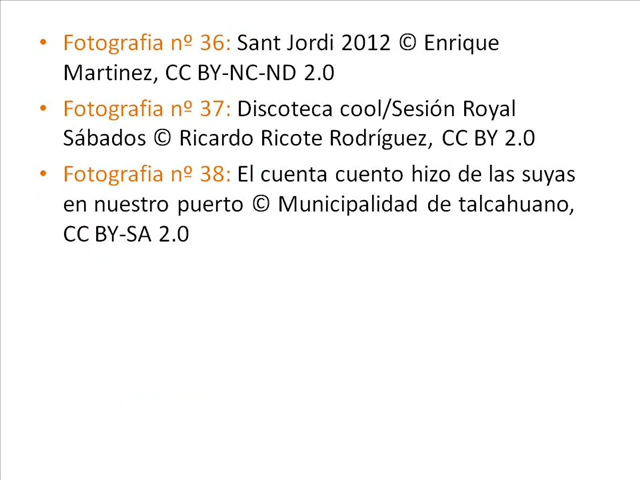 • Fotografia nº 36: Sant Jordi 2012 © Enrique
Martinez, CC BY-NC-ND 2.0
• Fotografia nº 37: Discoteca cool/Sesión Royal
Sábados © Ricardo Ricote Rodríguez, CC BY 2.0
• Fotografia nº 38: El cuenta cuento hizo de las suyas
en nuestro puerto © Municipalidad de talcahuano,
CC BY-SA 2.0